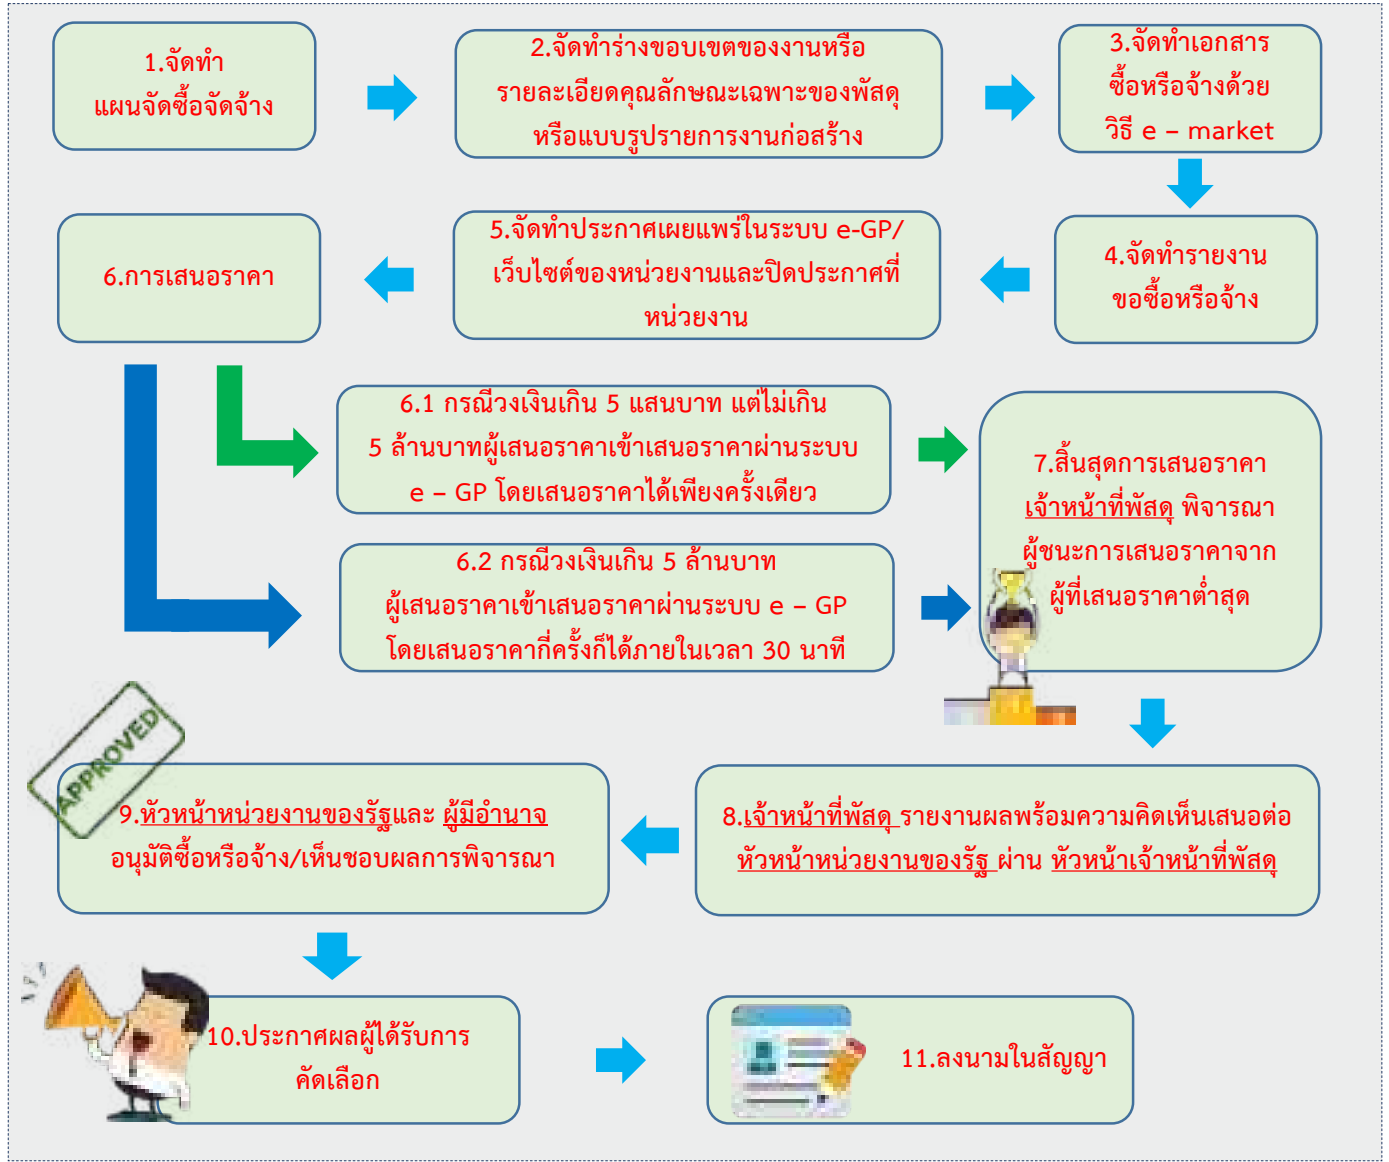 1.จัดทำ
แผนจัดซื้อจัดจ้าง
2.จัดทำร่างขอบเขตของงานหรือ
รายละเอียดคุณลักษณะเฉพาะของพัสดุ
หรือแบบรูปรายการงานก่อสร้าง
3.จัดทำเอกสาร
ซื้อหรือจ้างด้วย
วิธี e – market
4.จัดทำรายงาน
ขอซื้อหรือจ้าง
5.จัดทำประกาศเผยแพร่ในระบบ e-GP/
เว็บไซต์ของหน่วยงานและปิดประกาศที่
หน่วยงาน
6.การเสนอราคา
6.1 กรณีวงเงินเกิน 5 แสนบาท แต่ไม่เกิน
5 ล้านบาทผู้เสนอราคาเข้าเสนอราคาผ่านระบบ
e – GP โดยเสนอราคาได้เพียงครั้งเดียว
6.2 กรณีวงเงินเกิน 5 ล้านบาท
ผู้เสนอราคาเข้าเสนอราคาผ่านระบบ e – GP
โดยเสนอราคากี่ครั้งก็ได้ภายในเวลา 30 นาที
7.สิ้นสุดการเสนอราคา
เจ้าหน้าที่พัสดุ พิจารณา
ผู้ชนะการเสนอราคาจาก
ผู้ที่เสนอราคาต่ำสุด
8.เจ้าหน้าที่พัสดุ รายงานผลพร้อมความคิดเห็นเสนอต่อ
หัวหน้าหน่วยงานของรัฐ ผ่าน หัวหน้าเจ้าหน้าที่พัสดุ
APPROVED
9.หัวหน้าหน่วยงานของรัฐและ ผู้มีอำนาจ
อนุมัติซื้อหรือจ้าง/เห็นชอบผลการพิจารณา
10.ประกาศผลผู้ได้รับการ
คัดเลือก
11.ลงนามในสัญญา